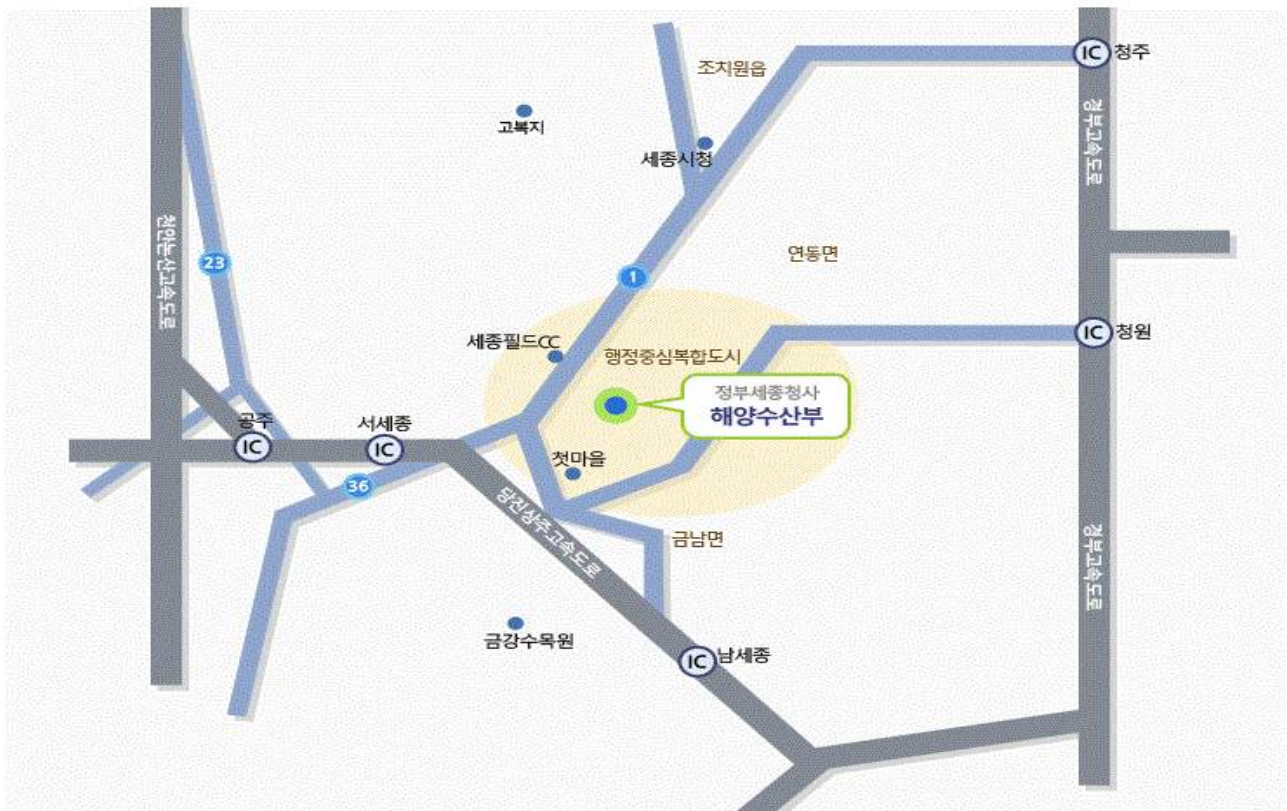 IC 청주
조치원읍
경부고속도로
고복지
세종시청
천안논산고속도로
연동면
23
1
IC 청원
세종필드CC
행정중심복합도시
정부세종청사
해양수산부
공주
IC
서세종
IC
첫마을
36
당진상주고속도로
금남면
경부고속도로
금강수목원
IC 남세종